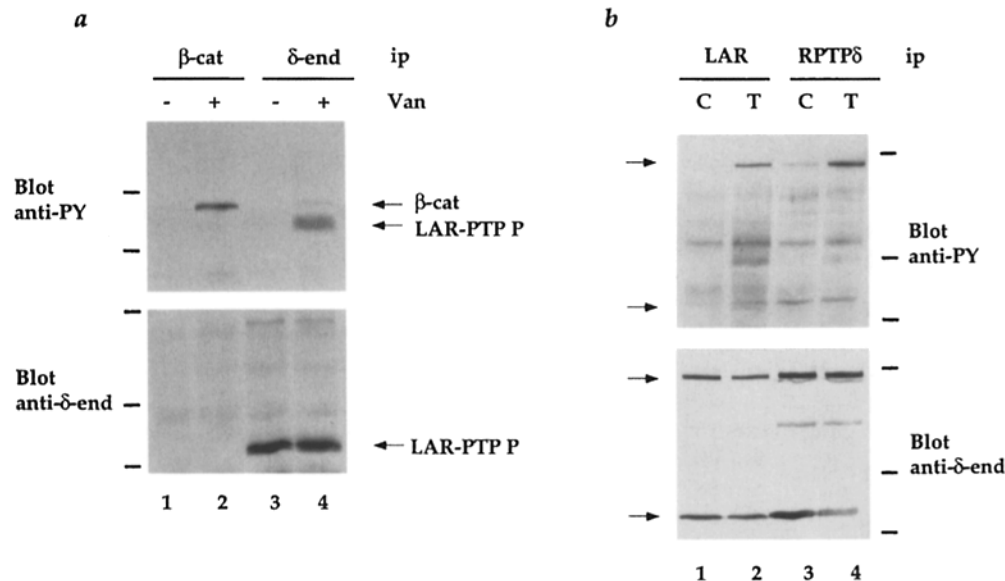 a
β-cat δ-end ip
- + - + Van
Blot
anti-PY
β-cat
LAR-PTP P
Blot
anti-δ-end
LAR-PTP P
1 2 3 4
b
LAR RPTPδ ip
C T C T
Blot
anti-PY
Blot
anti-δ-end
1 2 3 4